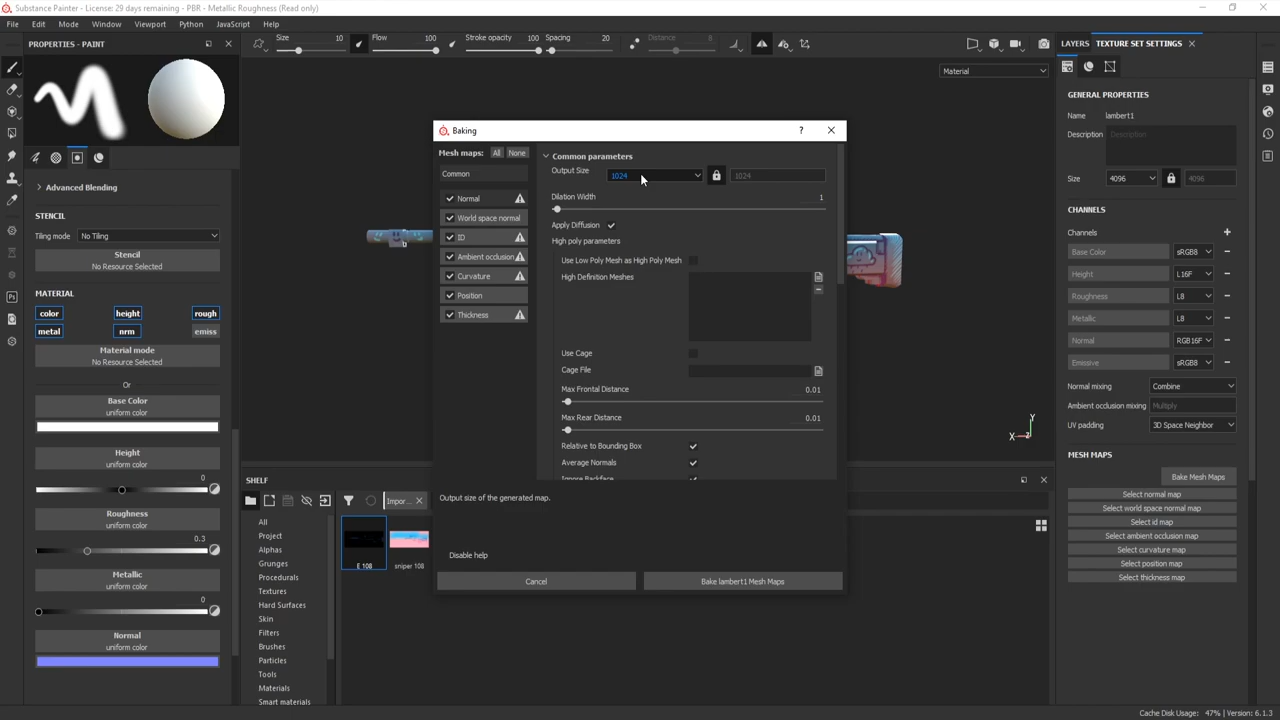 Substance Painter - License: 29 days remaining - PBR - Metallic Roughness (Read only)
File Edit Mode Window Viewport Python JavaScript Help
Size 10 Flow 100 Stroke opacity 100 Spacing 20 Distance 8
PROPERTIES - PAINT
Advanced Blending
STENCIL
Tiling mode No Tiling
Stencil
No Resource Selected
MATERIAL
color height rough
metal nrm emiss
Material mode
No Resource Selected
Or
Base Color
uniform color
Height
uniform color
0
Roughness
uniform color
0.3
Metallic
uniform color
0
Normal
uniform color
Material
Baking
?
Mesh maps: All None
Common
Normal
World space normal
ID
Ambient occlusion
Curvature
Position
Thickness
Common parameters
Output Size 1024 1024
Dilation Width 1
Apply Diffusion
High poly parameters
Use Low Poly Mesh as High Poly Mesh
High Definition Meshes
Use Cage
Cage File
Max Frontal Distance 0.01
Max Rear Distance 0.01
Relative to Bounding Box
Average Normals
Ignore Backface
Output size of the generated map.
Disable help
Cancel
Bake lambert1 Mesh Maps
Y
X Z
SHELF
Impor...
All
Project
Alphas
Grunges
Procedurals
Textures
Hard Surfaces
Skin
Filters
Brushes
Particles
Tools
Materials
Smart materials
E 108
sniper 108
LAYERS TEXTURE SET SETTINGS
GENERAL PROPERTIES
Name lambert1
Description Description
Size 4096 4096
CHANNELS
Channels
Base Color sRGB8
Height L16F
Roughness L8
Metallic L8
Normal RGB16F
Emissive sRGB8
Normal mixing Combine
Ambient occlusion mixing Multiply
UV padding 3D Space Neighbor
MESH MAPS
Bake Mesh Maps
Select normal map
Select world space normal map
Select id map
Select ambient occlusion map
Select curvature map
Select position map
Select thickness map
Cache Disk Usage: 47% | Version: 6.1.3